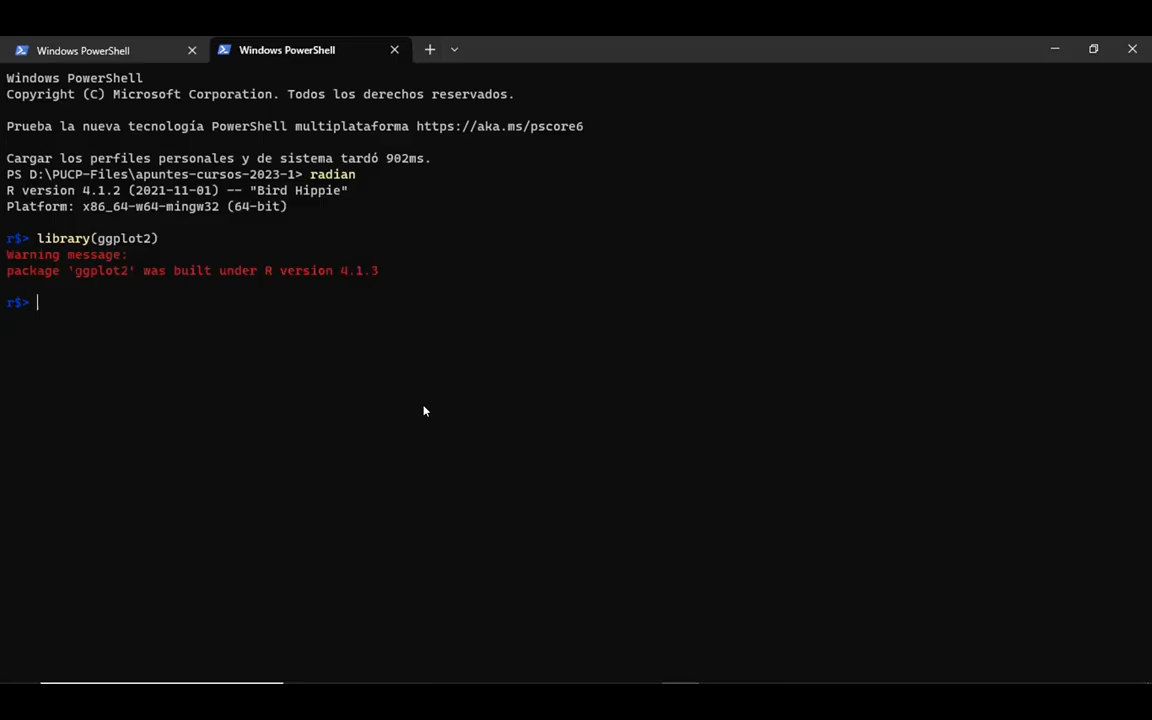 Windows PowerShell
Windows PowerShell
Windows PowerShell
Copyright (C) Microsoft Corporation. Todos los derechos reservados.
Prueba la nueva tecnología PowerShell multiplataforma https://aka.ms/pscore6
Cargar los perfiles personales y de sistema tardó 902ms.
PS D:\PUCP-Files\apuntes-cursos-2023-1> radian
R version 4.1.2 (2021-11-01) -- "Bird Hippie"
Platform: x86_64-w64-mingw32 (64-bit)
r$> library(ggplot2)
Warning message:
package 'ggplot2' was built under R version 4.1.3
r$>